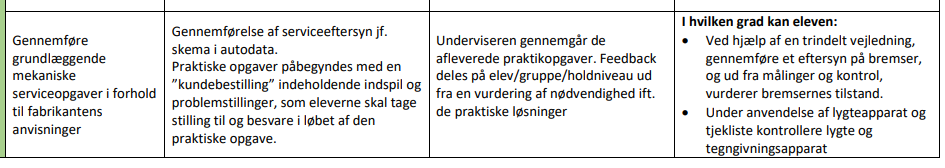 Gennemføre
grundlæggende
mekaniske
serviceopgaver i forhold
til fabrikantens
anvisninger
Gennemførelse af serviceeftersyn jf.
skema i autodata.
Praktiske opgaver påbegyndes med en
”kundebestilling” indeholdende indspil og
problemstillinger, som eleverne skal tage
stilling til og besvare i løbet af den
praktiske opgave.
Underviseren gennemgår de
afleverede praktikopgaver. Feedback
deles på elev/gruppe/holdniveau ud
fra en vurdering af nødvendighed ift.
de praktiske løsninger
I hvilken grad kan eleven:
• Ved hjælp af en trindelt vejledning,
gennemføre et eftersyn på bremser,
og ud fra målinger og kontrol,
vurderer bremsernes tilstand.
• Under anvendelse af lygteapparat og
tjekliste kontrollere lygte og
tegngivningsapparat